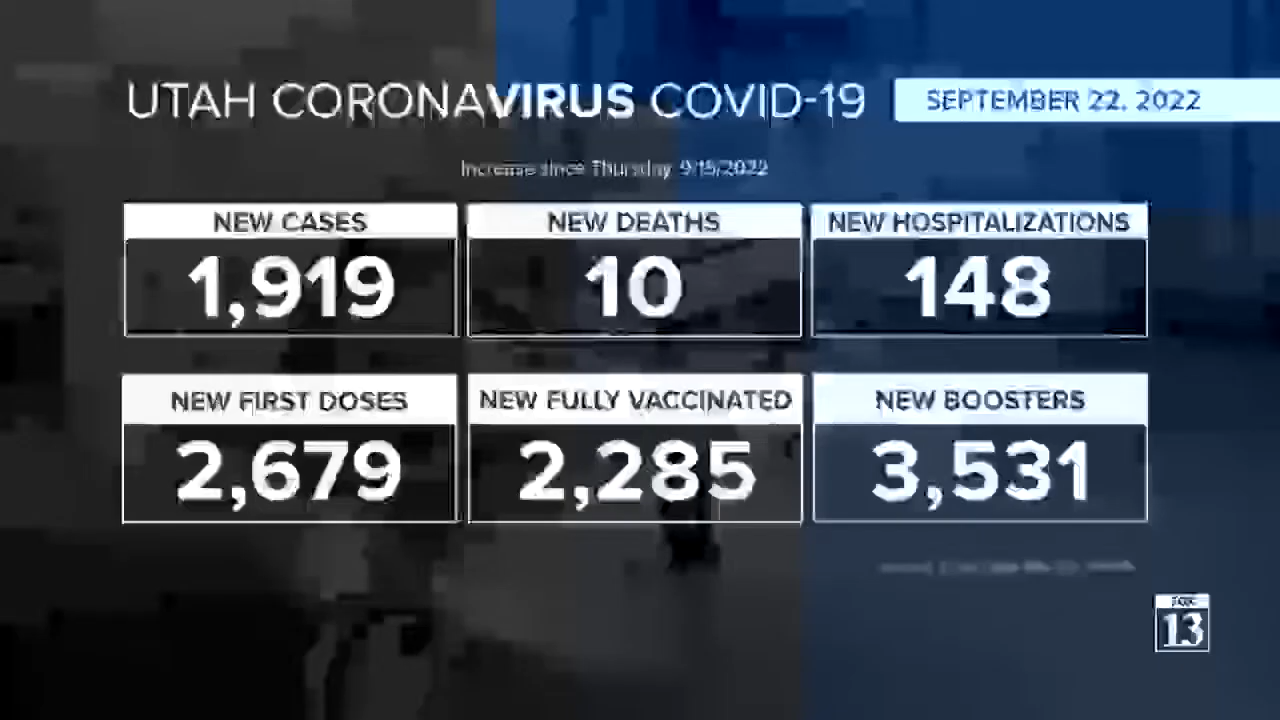 UTAH CORONAVIRUS COVID-19 SEPTEMBER 22, 2022
Increase since Thursday 9/15/2022
NEW CASES NEW DEATHS NEW HOSPITALIZATIONS
1,919 10 148
NEW FIRST DOSES NEW FULLY VACCINATED NEW BOOSTERS
2,679 2,285 3,531
FOX
13